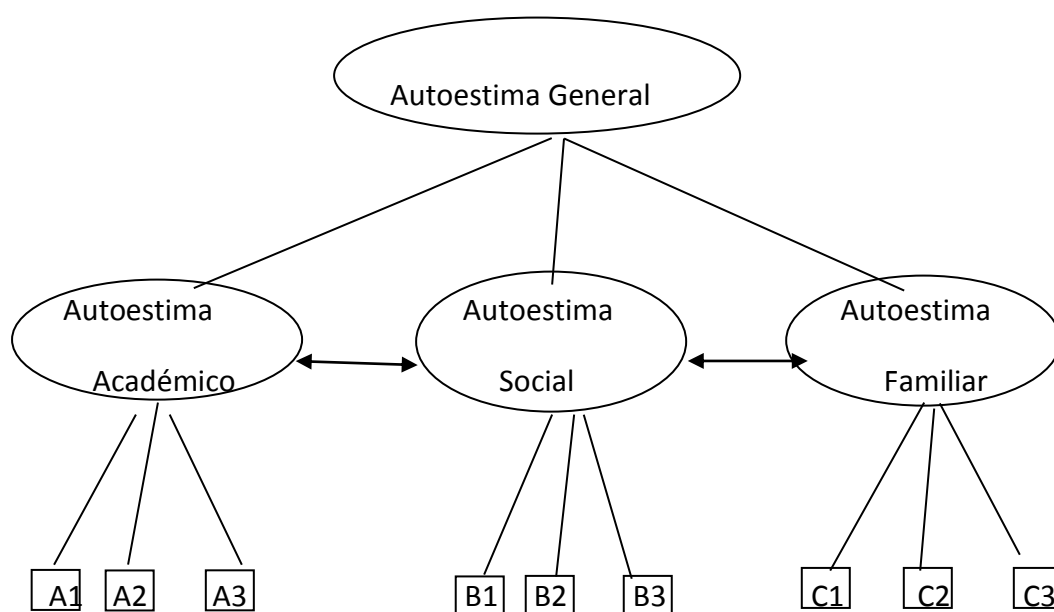 Autoestima General
Autoestima
Académico
Autoestima
Social
Autoestima
Familiar
A1
A2
A3
B1
B2
B3
C1
C2
C3